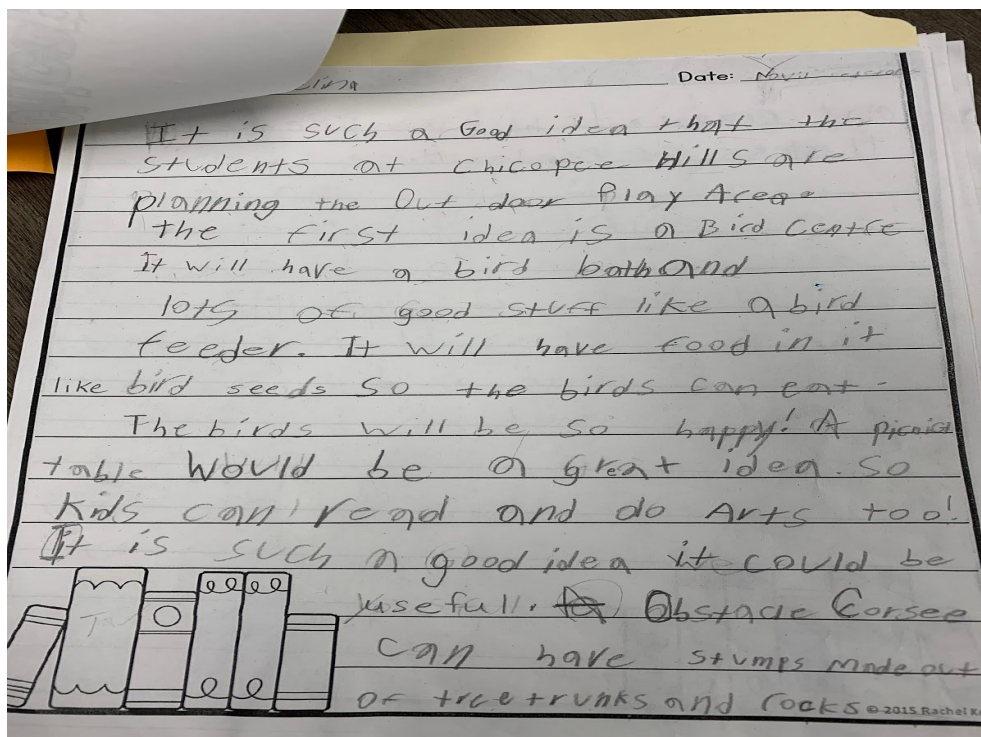 Date: Nov
It is such a Good idea that the
students at Chicopee Hills are
planning the Out door Play Area.
the first idea is a Bird Centre
It will have a bird bath and
lots of good stuff like a bird
feeder. It will have food in it
like bird seeds so the birds can eat.
The birds will be so happy! A picnict
table Would be a great idea. So
kids can read and do Arts too!
It is such a good idea it could be
usefull. Obstacle Corsee
Can have stumps made out
of tree trunks and rocks © 2015 Rachel K